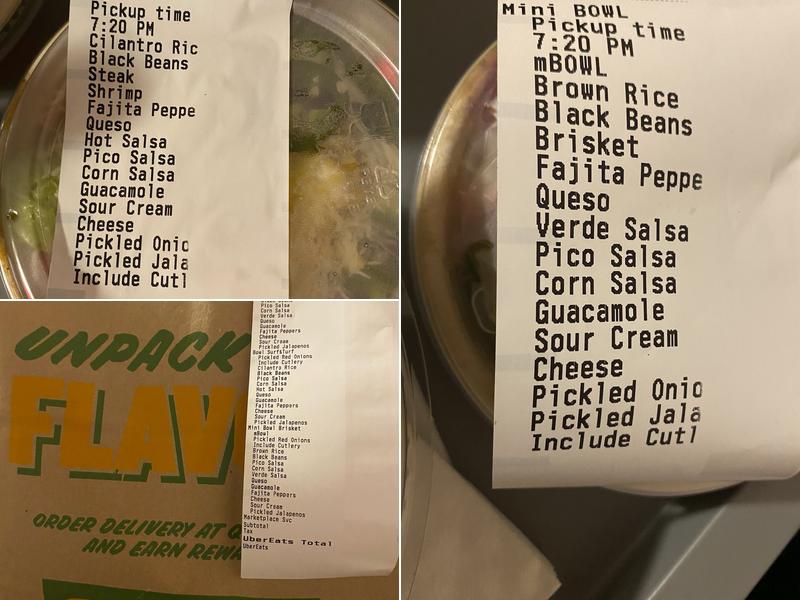 Pickup time
7:20 PM
Cilantro Ric
Black Beans
Steak
Shrimp
Fajita Peppe
Queso
Hot Salsa
Pico Salsa
Corn Salsa
Guacamole
Sour Cream
Cheese
Pickled Onio
Pickled Jala
Include Cutl
Mini BOWL
Pickup time
7:20 PM
mBOWL
Brown Rice
Black Beans
Brisket
Fajita Peppe
Queso
Verde Salsa
Pico Salsa
Corn Salsa
Guacamole
Sour Cream
Cheese
Pickled Onio
Pickled Jala
Include Cutl
UNPACK
FLAV
ORDER DELIVERY AT
AND EARN REW
Pico Salsa
Corn Salsa
Verde Salsa
Queso
Guacamole
Fajita Peppers
Cheese
Sour Cream
Pickled Jalapenos
Bowl Surf&Turf
Pickled Red Onions
Include Cutlery
Cilantro Rice
Black Beans
Pico Salsa
Corn Salsa
Hot Salsa
Queso
Guacamole
Fajita Peppers
Cheese
Sour Cream
Pickled Jalapenos
Mini Bowl Brisket
mBowl
Pickled Red Onions
Include Cutlery
Brown Rice
Black Beans
Pico Salsa
Corn Salsa
Verde Salsa
Queso
Guacamole
Fajita Peppers
Cheese
Sour Cream
Pickled Jalapenos
Marketplace Svc
Subtotal
Tax
UberEats Total
UberEats